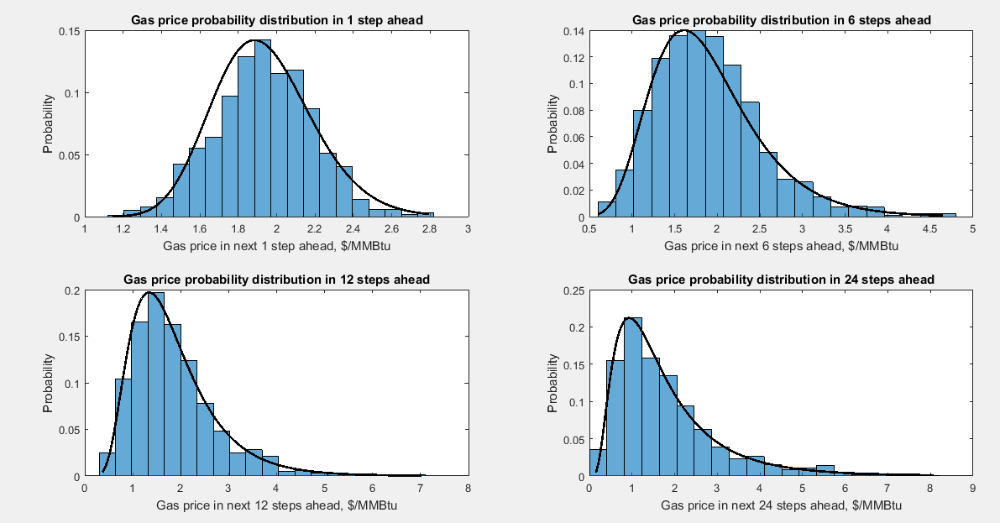 Gas price probability distribution in 1 step ahead
0.15
0.1
0.05
0
Probability
1 1.2 1.4 1.6 1.8 2 2.2 2.4 2.6 2.8 3
Gas price in next 1 step ahead, $/MMBtu
Gas price probability distribution in 6 steps ahead
0.14
0.12
0.1
0.08
0.06
0.04
0.02
0
Probability
0.5 1 1.5 2 2.5 3 3.5 4 4.5 5
Gas price in next 6 steps ahead, $/MMBtu
Gas price probability distribution in 12 steps ahead
0.2
0.15
0.1
0.05
0
Probability
0 1 2 3 4 5 6 7 8
Gas price in next 12 steps ahead, $/MMBtu
Gas price probability distribution in 24 steps ahead
0.25
0.2
0.15
0.1
0.05
0
Probability
0 1 2 3 4 5 6 7 8 9
Gas price in next 24 steps ahead, $/MMBtu